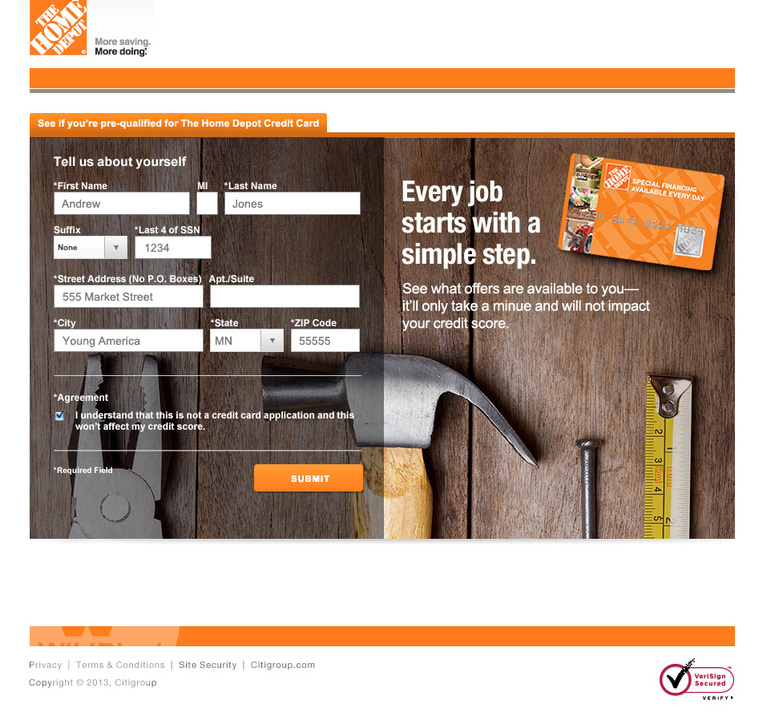 THE
HOME
DEPOT
More saving.
More doing.
See if you're pre-qualified for The Home Depot Credit Card
Tell us about yourself
*First Name MI *Last Name
Andrew Jones
Suffix *Last 4 of SSN
None 1234
*Street Address (No P.O. Boxes) Apt./Suite
555 Market Street
*City *State *ZIP Code
Young America MN 55555
*Agreement
I understand that this is not a credit card application and this
won't affect my credit score.
*Required Field
SUBMIT
Every job
starts with a
simple step.
See what offers are available to you—
it'll only take a minue and will not impact
your credit score.
THE
HOME
DEPOT
SPECIAL FINANCING
AVAILABLE EVERY DAY
Privacy | Terms & Conditions | Site Security | Citigroup.com
Copyright © 2013, Citigroup
VeriSign
Secured
VERIFY